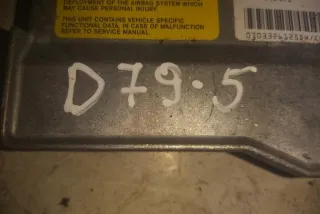 DEPLOYMENT OF THE AIRBAG SYSTEM WHICH
MAY CAUSE PERSONAL INJURY.
THIS UNIT CONTAINS VEHICLE SPECIFIC
FUNCTIONAL DATA, IN CASE OF MALFUNCTION
REFER TO SERVICE MANUAL.
D79.5